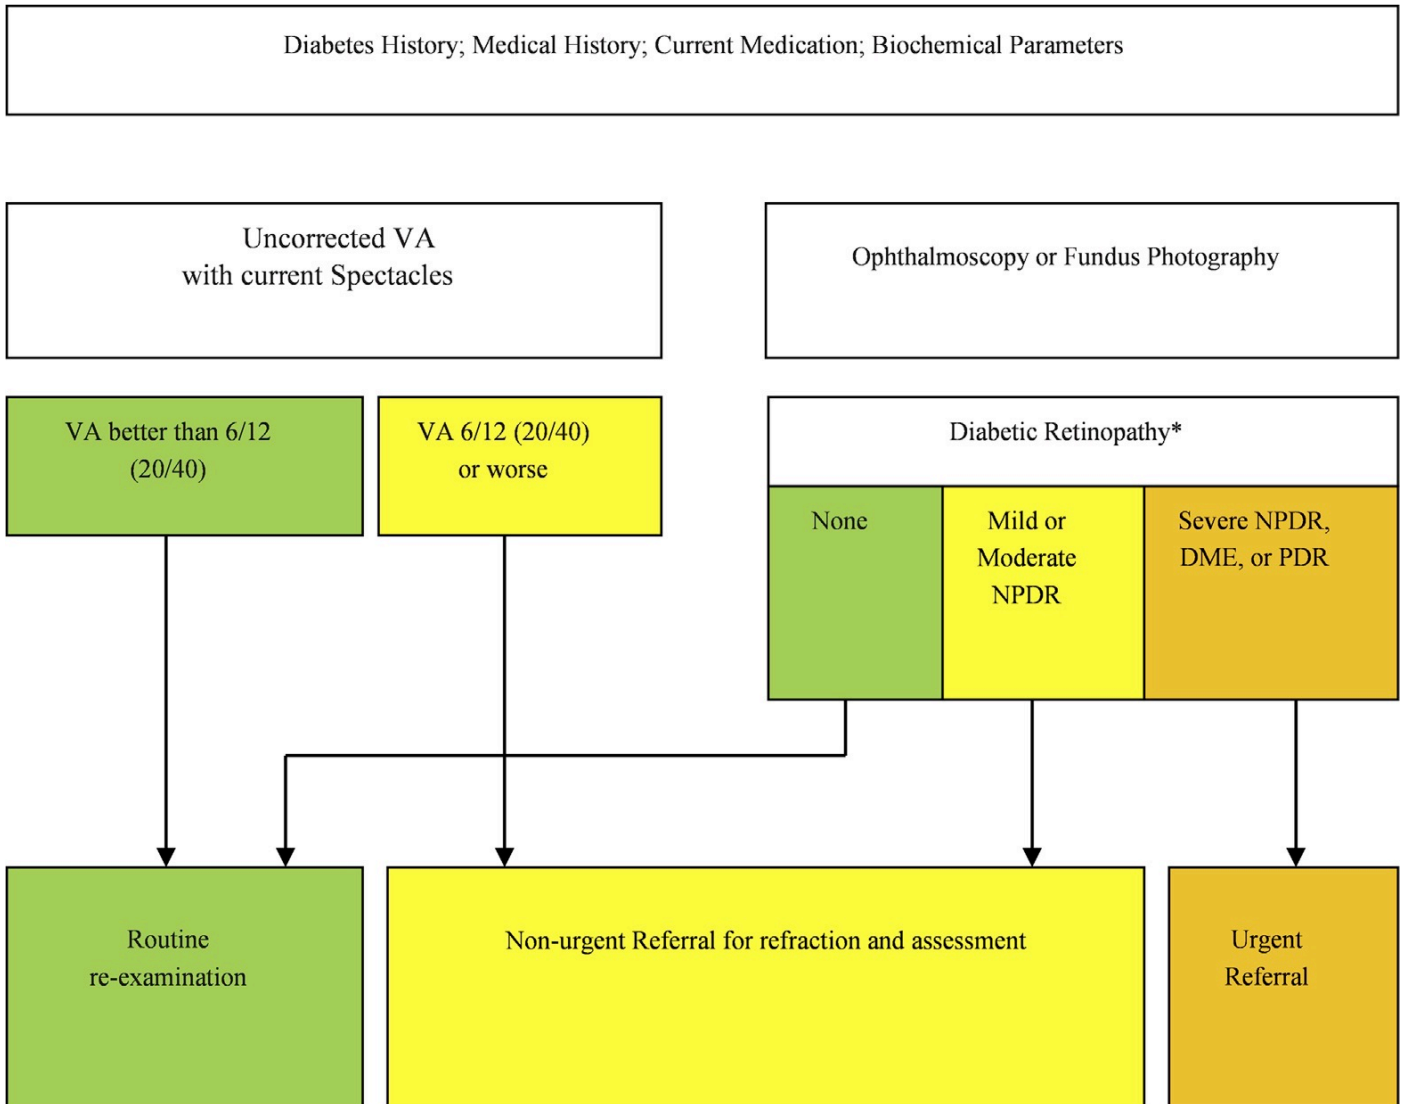 Diabetes History; Medical History; Current Medication; Biochemical Parameters
Uncorrected VA
with current Spectacles
Ophthalmoscopy or Fundus Photography
VA better than 6/12
(20/40)
VA 6/12 (20/40)
or worse
Diabetic Retinopathy*
None
Mild or
Moderate
NPDR
Severe NPDR,
DME, or PDR
Routine
re-examination
Non-urgent Referral for refraction and assessment
Urgent
Referral